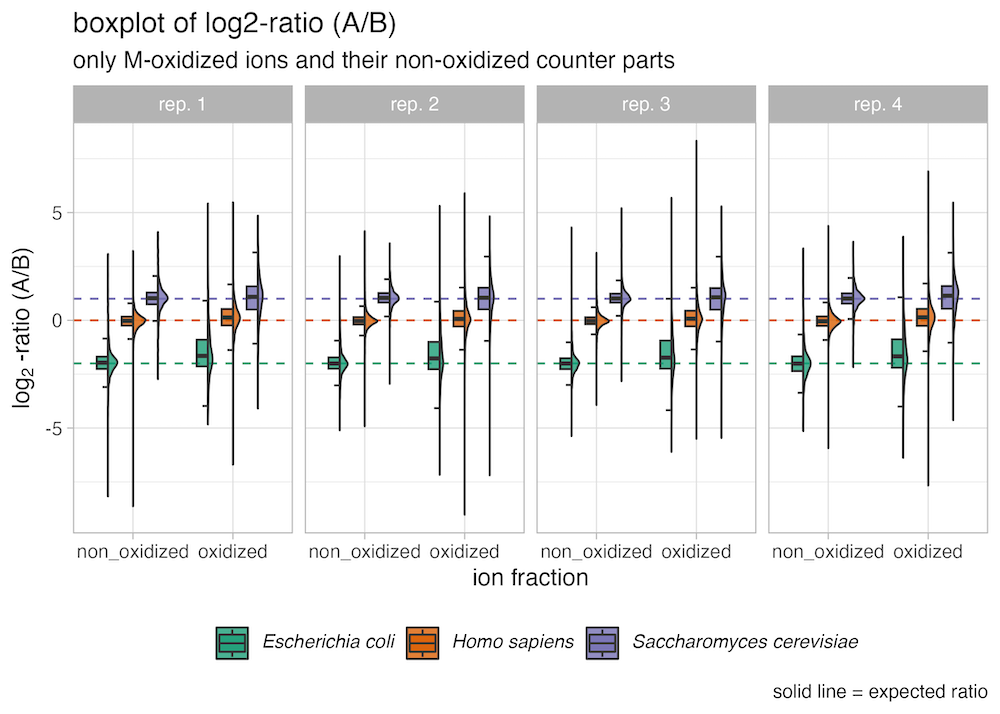 boxplot of log2-ratio (A/B)
only M-oxidized ions and their non-oxidized counter parts
rep. 1 rep. 2 rep. 3 rep. 4
log2 -ratio (A/B)
5
0
-5
non_oxidized oxidized non_oxidized oxidized non_oxidized oxidized non_oxidized oxidized
ion fraction
Escherichia coli Homo sapiens Saccharomyces cerevisiae
solid line = expected ratio